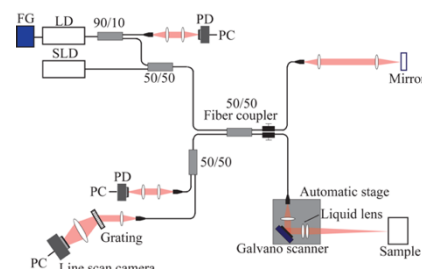 FG
LD
90/10
PD
PC
SLD
50/50
Mirror
50/50
Fiber coupler
50/50
PD
PC
Automatic stage
Liquid lens
Grating
Galvano scanner
Sample
PC
Line scan camera